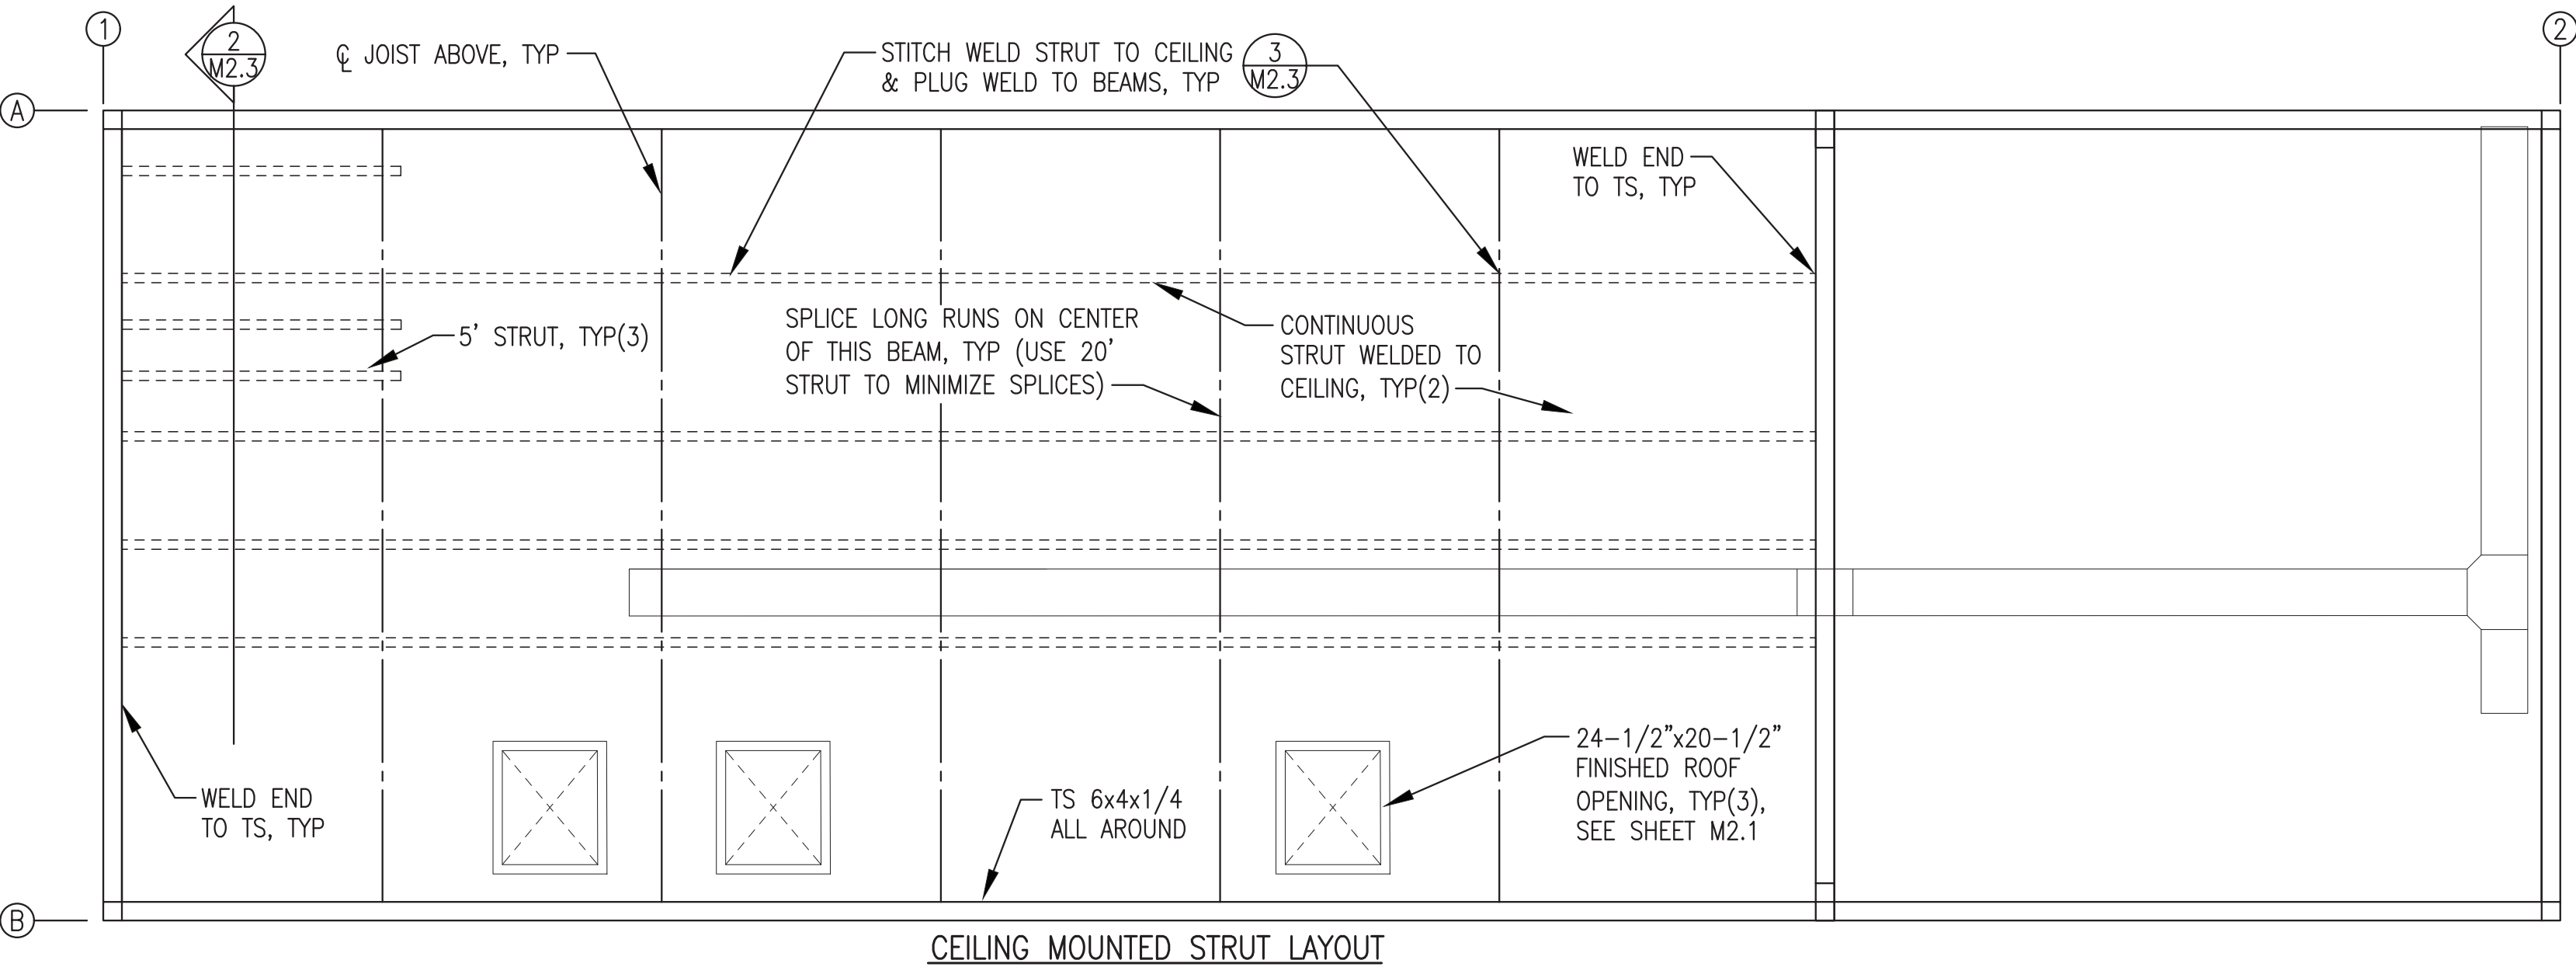 1
2
2
M2.3
℄ JOIST ABOVE, TYP
STITCH WELD STRUT TO CEILING
& PLUG WELD TO BEAMS, TYP
3
M2.3
A
WELD END
TO TS, TYP
5' STRUT, TYP(3)
SPLICE LONG RUNS ON CENTER
OF THIS BEAM, TYP (USE 20'
STRUT TO MINIMIZE SPLICES)
CONTINUOUS
STRUT WELDED TO
CEILING, TYP(2)
WELD END
TO TS, TYP
TS 6x4x1/4
ALL AROUND
24-1/2"x20-1/2"
FINISHED ROOF
OPENING, TYP(3),
SEE SHEET M2.1
B
CEILING MOUNTED STRUT LAYOUT